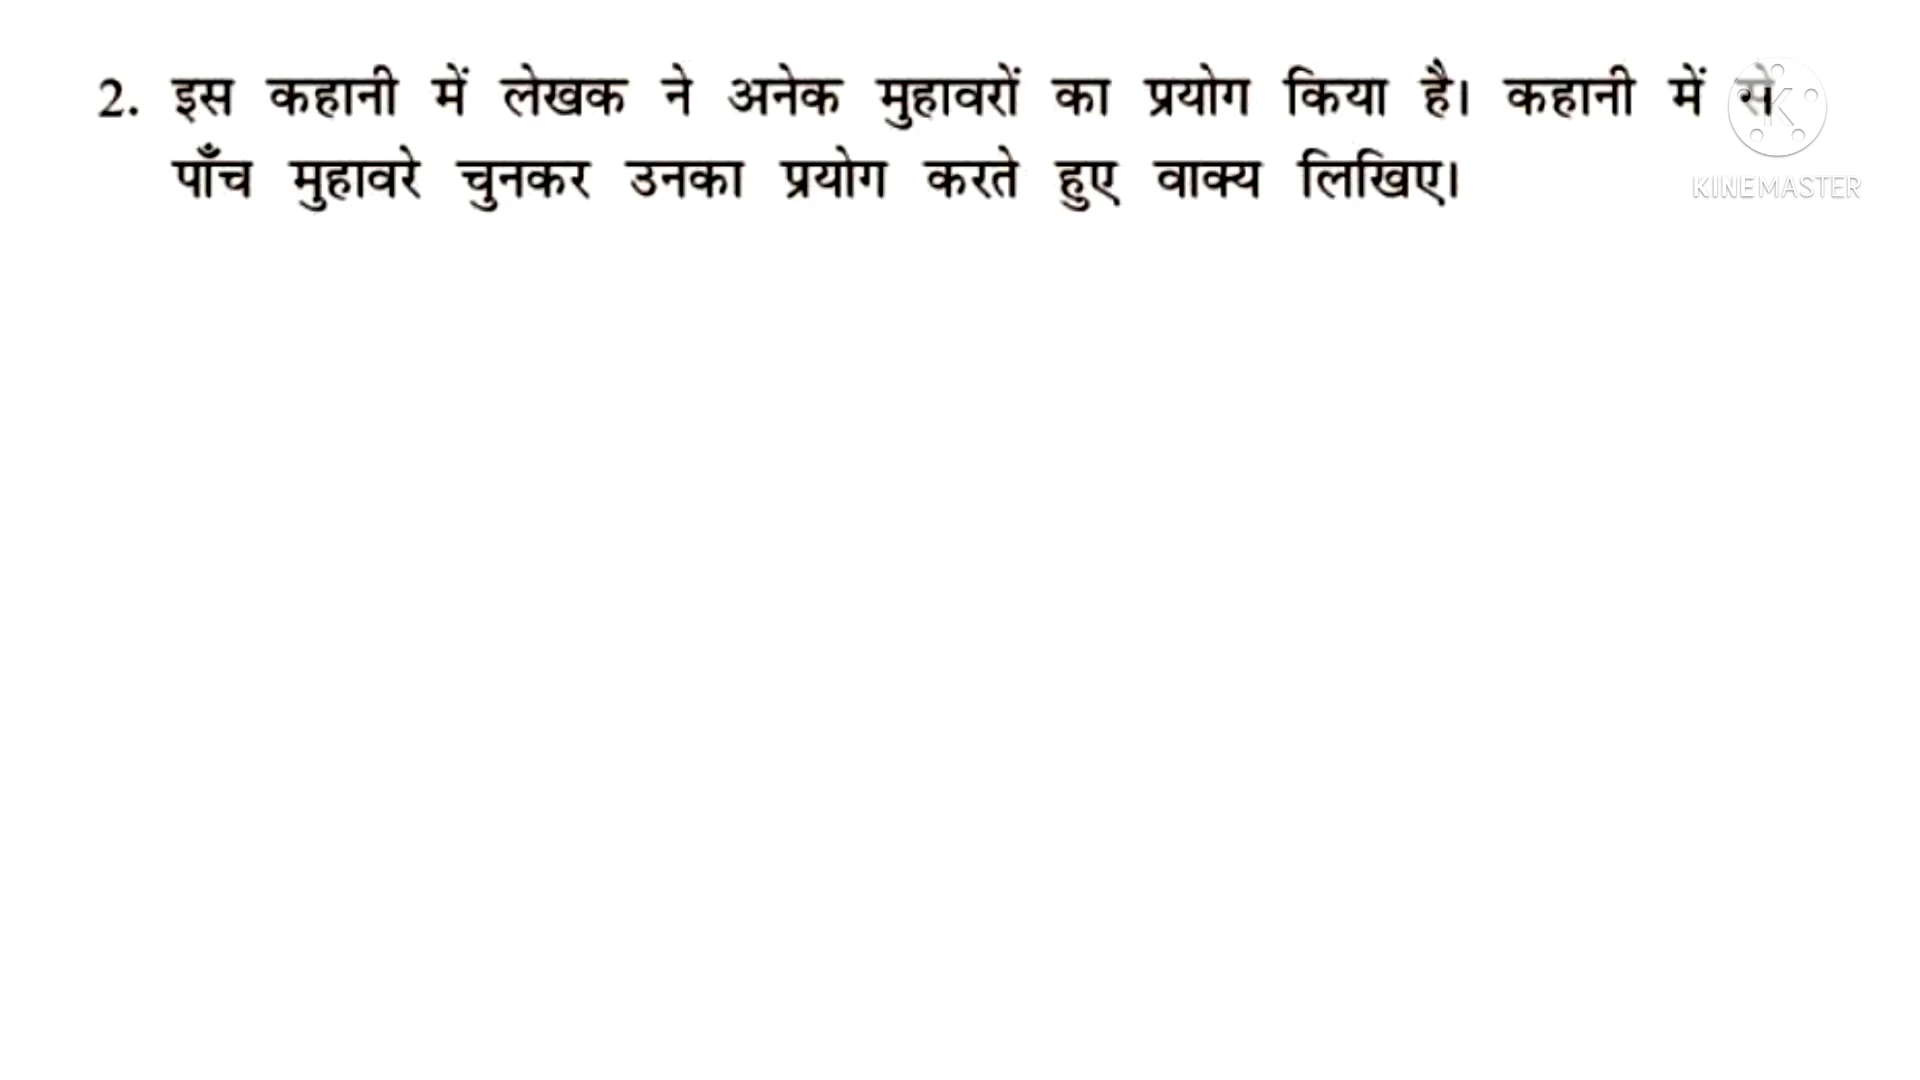 2. इस कहानी में लेखक ने अनेक मुहावरों का प्रयोग किया है। कहानी में से
पाँच मुहावरे चुनकर उनका प्रयोग करते हुए वाक्य लिखिए।
KINEMASTER